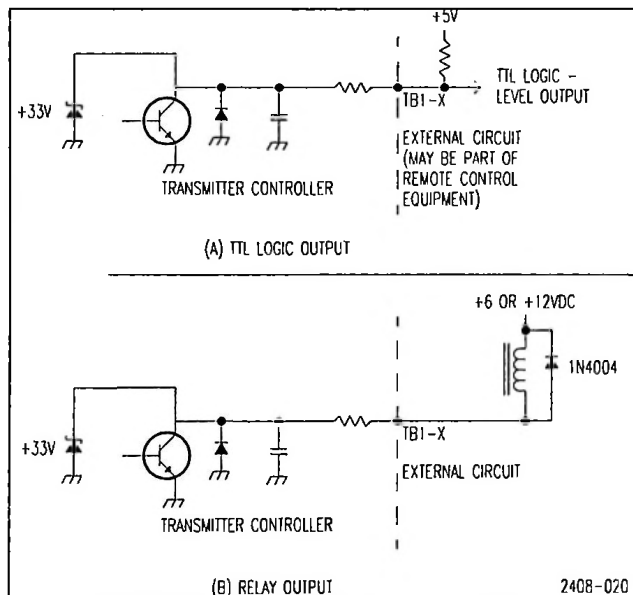 +5V
TTL LOGIC -
LEVEL OUTPUT
+33V
TB1-X
EXTERNAL CIRCUIT
(MAY BE PART OF
REMOTE CONTROL
EQUIPMENT)
TRANSMITTER CONTROLLER
(A) TTL LOGIC OUTPUT
+6 OR +12VDC
1N4004
+33V
TB1-X
EXTERNAL CIRCUIT
TRANSMITTER CONTROLLER
(B) RELAY OUTPUT
2408-020